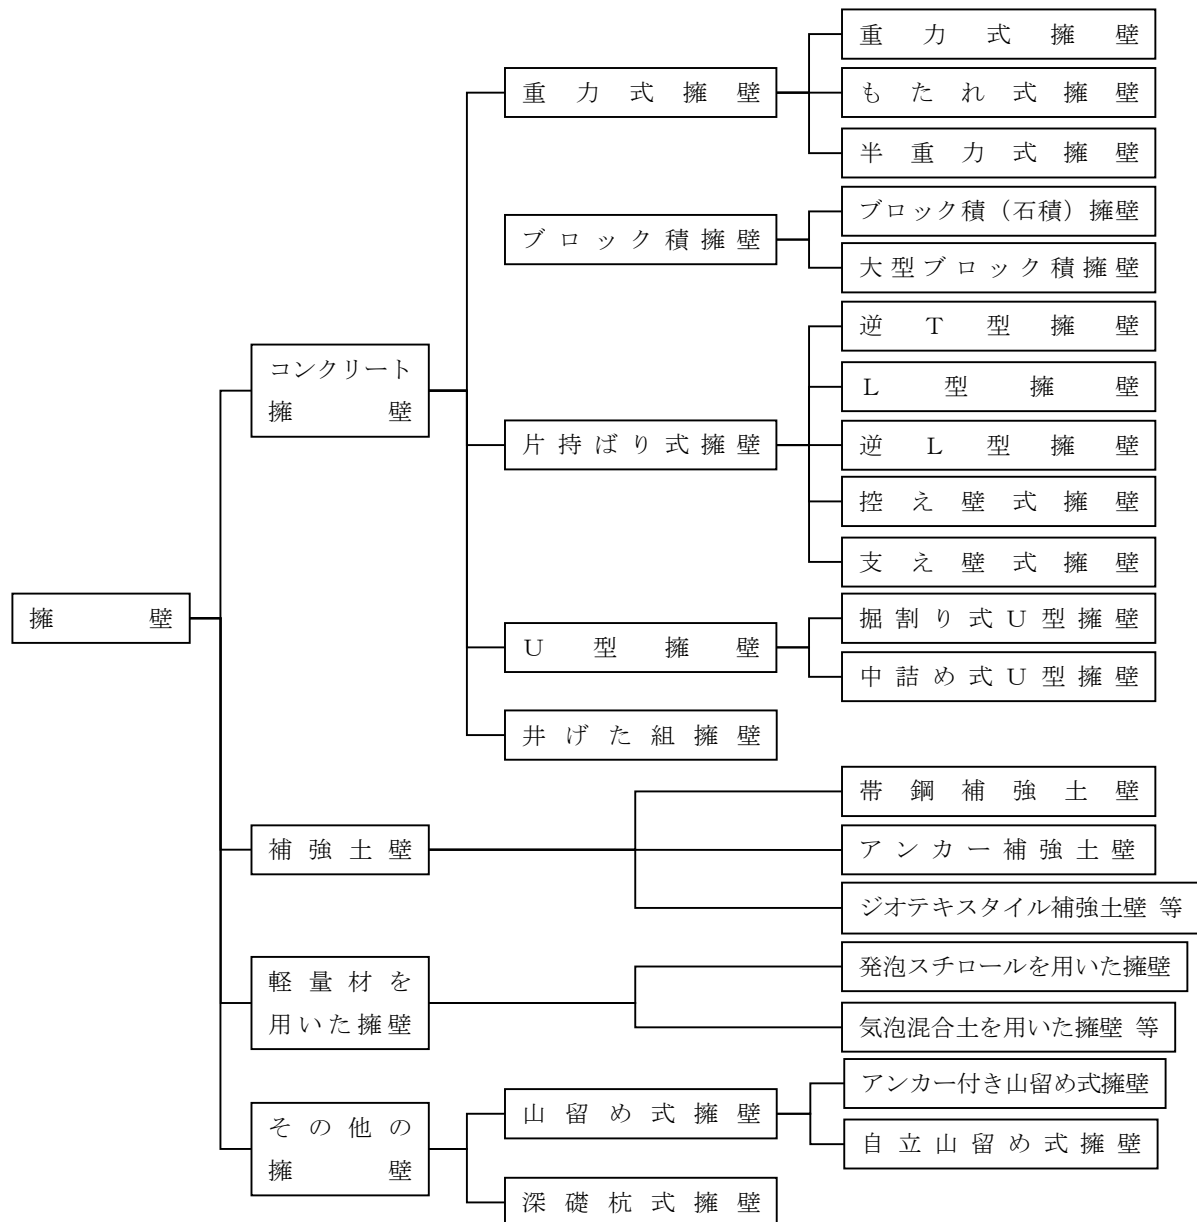 擁壁
コンクリート
擁壁
重力式擁壁
重力式擁壁
もたれ式擁壁
半重力式擁壁
ブロック積擁壁
ブロック積（石積）擁壁
大型ブロック積擁壁
片持ばり式擁壁
逆T型擁壁
L型擁壁
逆L型擁壁
控え壁式擁壁
支え壁式擁壁
U型擁壁
掘割り式U型擁壁
中詰め式U型擁壁
井げた組擁壁
補強土壁
帯鋼補強土壁
アンカー補強土壁
ジオテキスタイル補強土壁 等
軽量材を
用いた擁壁
発泡スチロールを用いた擁壁
気泡混合土を用いた擁壁 等
その他の
擁壁
山留め式擁壁
アンカー付き山留め式擁壁
自立山留め式擁壁
深礎杭式擁壁